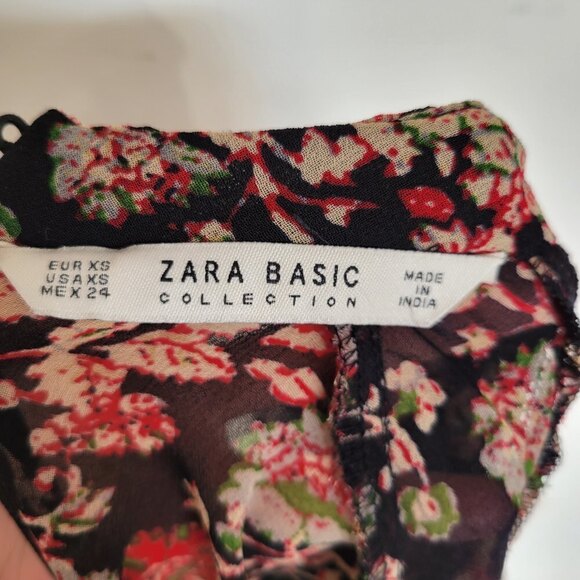 EUR XS
USA XS
MEX 24
ZARA BASIC
COLLECTION
MADE
IN
INDIA